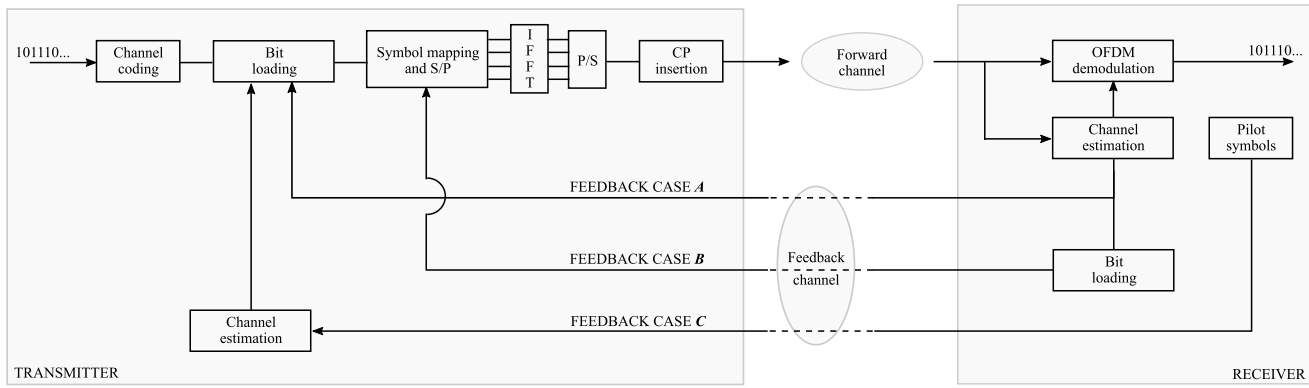 101110...
Channel
coding
Bit
loading
Symbol mapping
and S/P
I
F
F
T
P/S
CP
insertion
Forward
channel
OFDM
demodulation
101110...
Channel
estimation
Pilot
symbols
FEEDBACK CASE A
FEEDBACK CASE B
Feedback
channel
Bit
loading
FEEDBACK CASE C
Channel
estimation
TRANSMITTER
RECEIVER